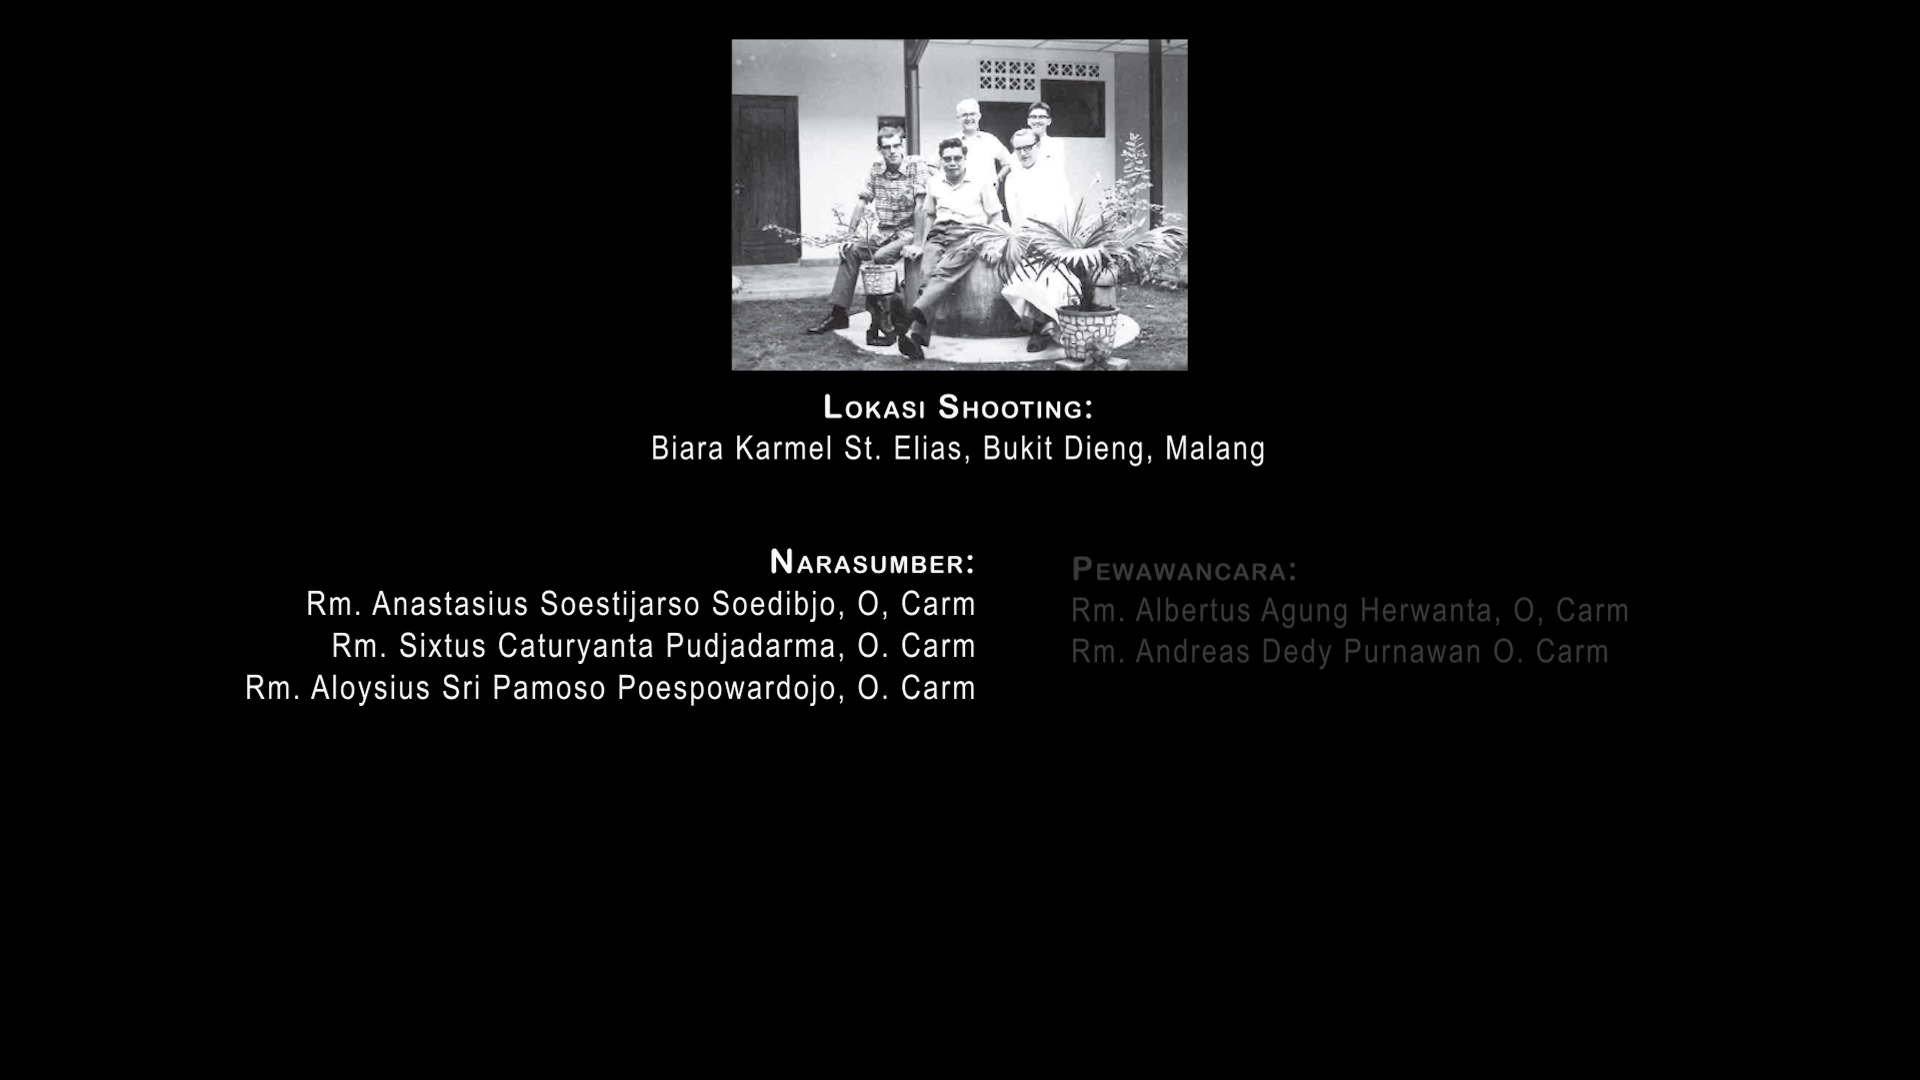 Lokasi Shooting:
Biara Karmel St. Elias, Bukit Dieng, Malang
Narasumber:
Rm. Anastasius Soestijarso Soedibjo, O, Carm
Rm. Sixtus Caturyanta Pudjadarma, O. Carm
Rm. Aloysius Sri Pamoso Poespowardojo, O. Carm
Pewawancara:
Rm. Albertus Agung Herwanta, O, Carm
Rm. Andreas Dedy Purnawan O. Carm